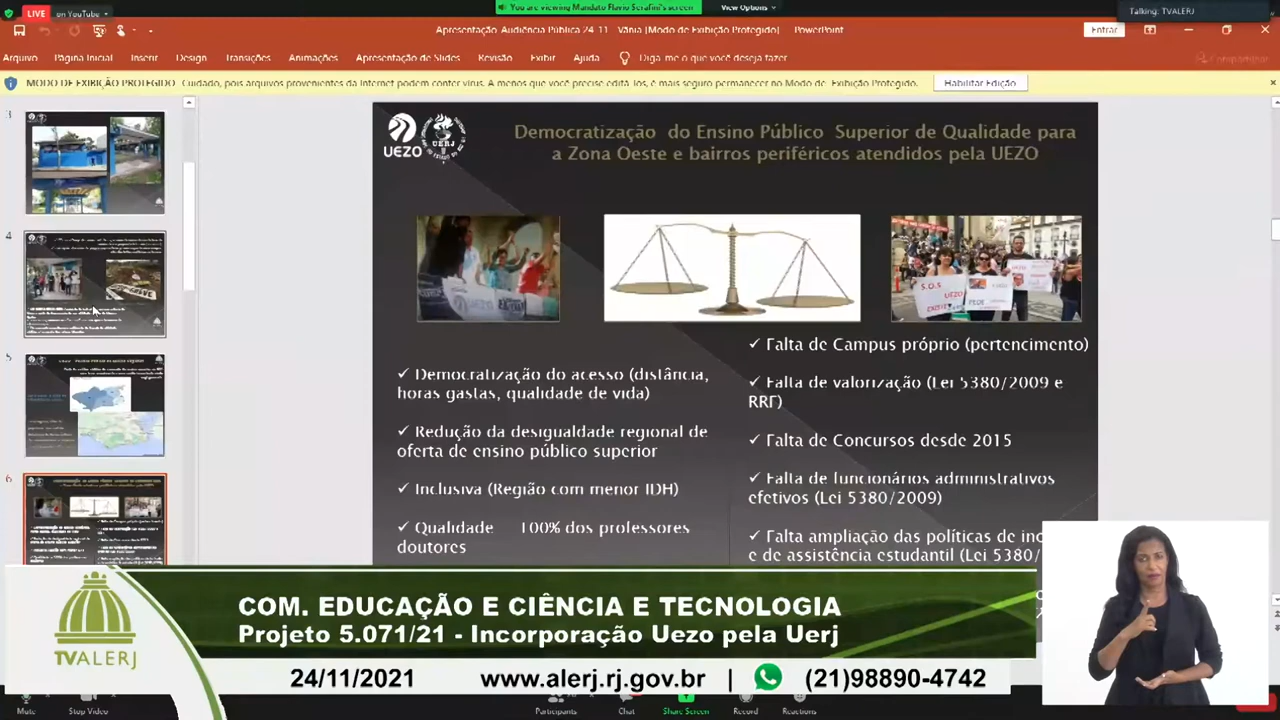 LIVE
on YouTube
You are viewing Mandato Flavio Serafini's screen
View Options
Talking: TVALERJ
Apresentação Audiência Pública 24 11 Vânia [Modo de Exibição Protegido] PowerPoint
Entrar
Arquivo Página Inicial Inserir Design Transições Animações Apresentação de Slides Revisão Exibir Ajuda Diga-me o que você deseja fazer
Compartilhar
MODO DE EXIBIÇÃO PROTEGIDO Cuidado, pois arquivos provenientes da Internet podem conter vírus. A menos que você precise editá-los, é mais seguro permanecer no Modo de Exibição Protegido.
Habilitar Edição
3
4
5
6
UEZO
UERJ
Democratização do Ensino Público Superior de Qualidade para
a Zona Oeste e bairros periféricos atendidos pela UEZO
S.O.S
UEZO
✓ Democratização do acesso (distância,
horas gastas, qualidade de vida)
✓ Redução da desigualdade regional de
oferta de ensino público superior
✓ Inclusiva (Região com menor IDH)
✓ Qualidade 100% dos professores
doutores
✓ Falta de Campus próprio (pertencimento)
✓ Falta de valorização (Lei 5380/2009 e
RRF)
✓ Falta de Concursos desde 2015
✓ Falta de funcionários administrativos
efetivos (Lei 5380/2009)
✓ Falta ampliação das políticas de
e de assistência estudantil (Lei 5380/
COM. EDUCAÇÃO E CIÊNCIA E TECNOLOGIA
Projeto 5.071/21 - Incorporação Uezo pela Uerj
TVALERJ
24/11/2021 www.alerj.rj.gov.br | (21)98890-4742
Mute Stop Video Participants Chat Share Screen Record Reactions